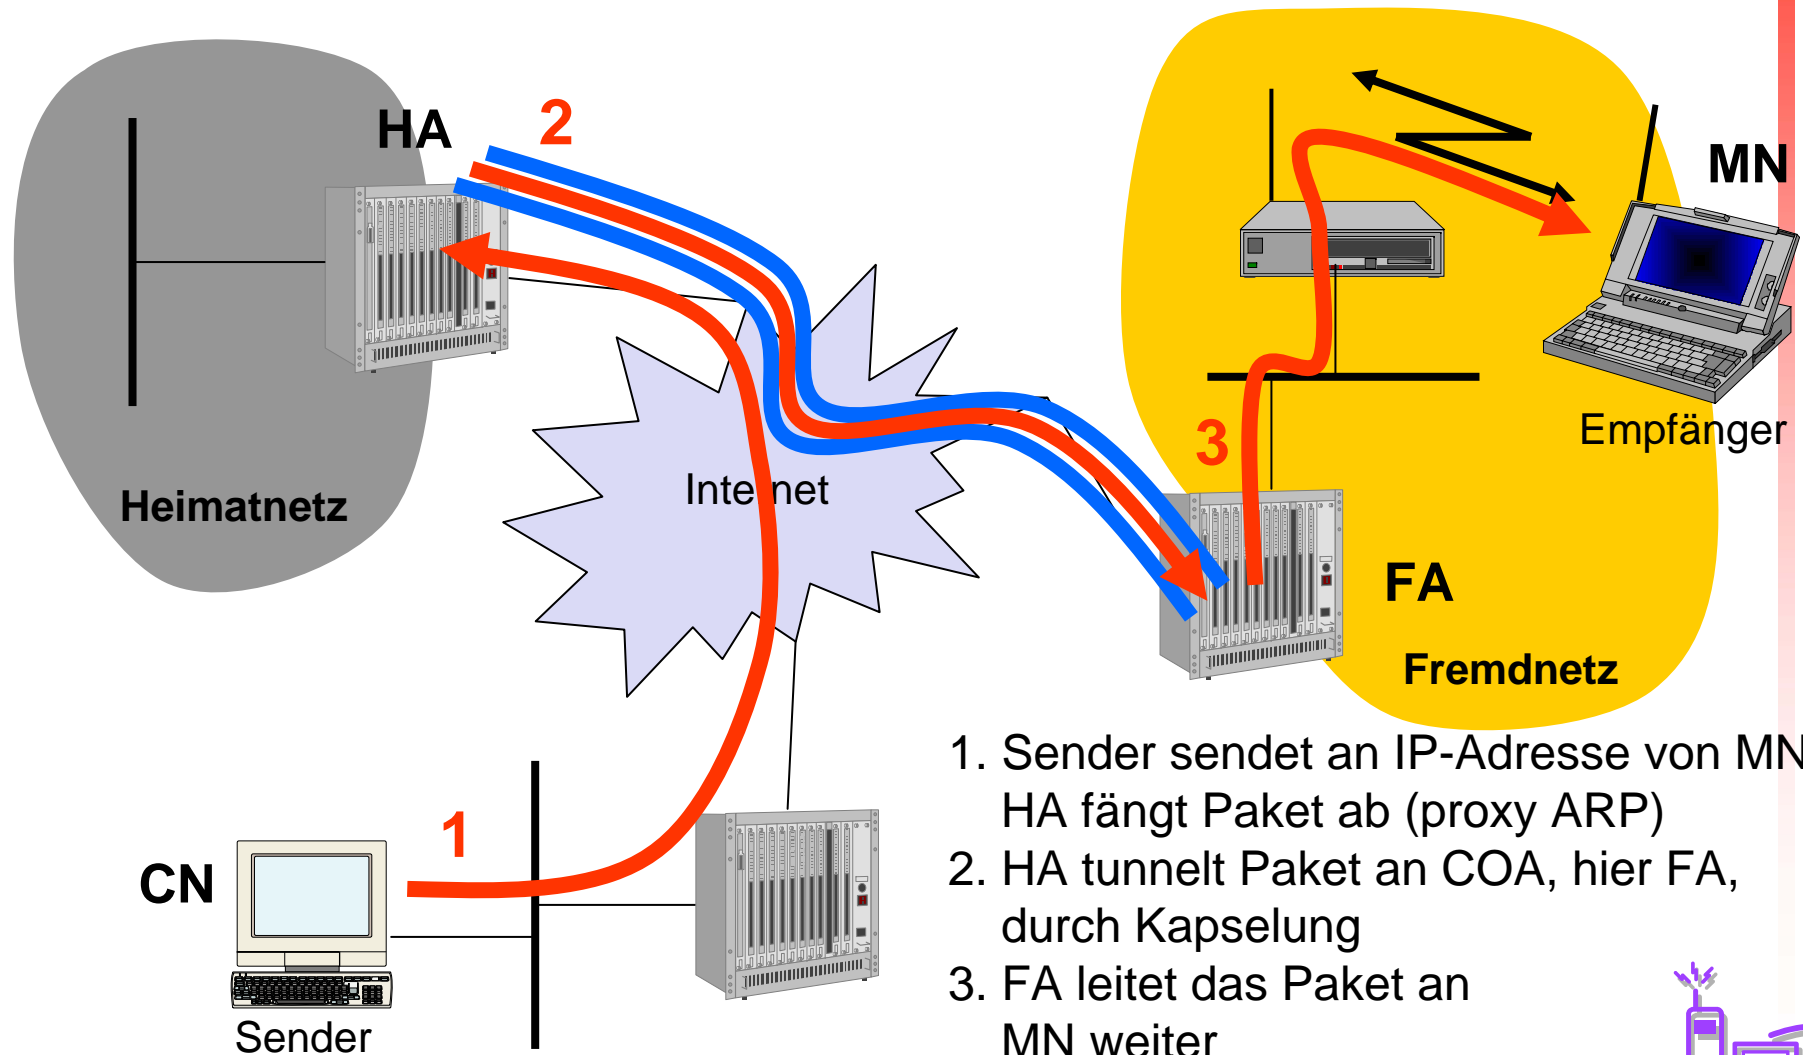 HA
2
MN
Empfänger
3
Internet
Heimatnetz
FA
Fremdnetz
1
CN
Sender
1. Sender sendet an IP-Adresse von MN
HA fängt Paket ab (proxy ARP)
2. HA tunnelt Paket an COA, hier FA,
durch Kapselung
3. FA leitet das Paket an
MN weiter